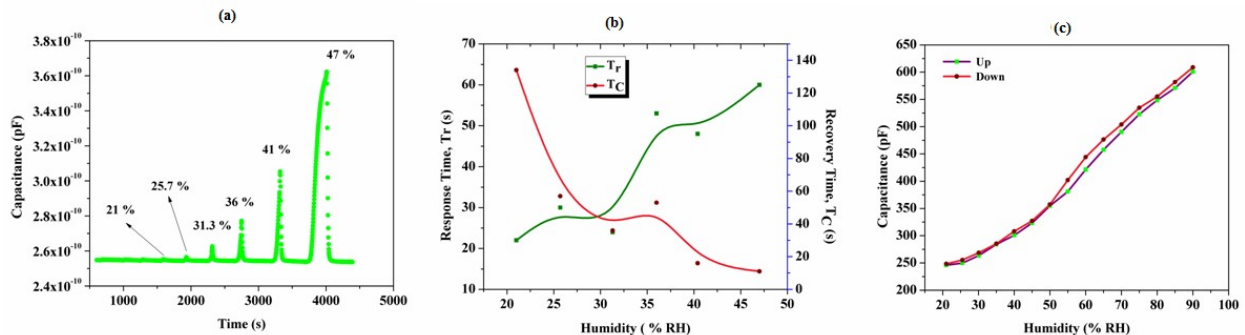 (a)
47 %
41 %
36 %
31.3 %
25.7 %
21 %
3.8x10⁻¹⁰
3.6x10⁻¹⁰
3.4x10⁻¹⁰
3.2x10⁻¹⁰
3.0x10⁻¹⁰
2.8x10⁻¹⁰
2.6x10⁻¹⁰
2.4x10⁻¹⁰
Capacitance (pF)
1000 2000 3000 4000 5000
Time (s)
(b)
Tr
TC
70
60
50
40
30
20
10
Response Time, Tr (s)
140
120
100
80
60
40
20
0
Recovery Time, TC (s)
20 25 30 35 40 45 50
Humidity ( % RH)
(c)
Up
Down
650
600
550
500
450
400
350
300
250
200
Capacitance (pF)
10 20 30 40 50 60 70 80 90 100
Humidity (% RH)